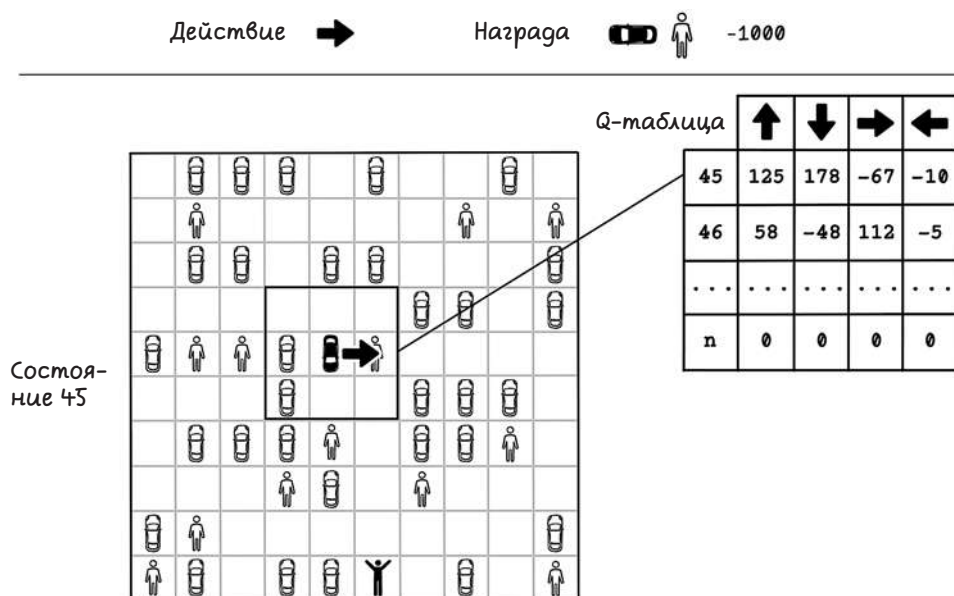 Действие
Награда
-1000
Q-таблица
45 125 178 -67 -10
46 58 -48 112 -5
... ... ... ... ...
n 0 0 0 0
Состоя-
ние 45